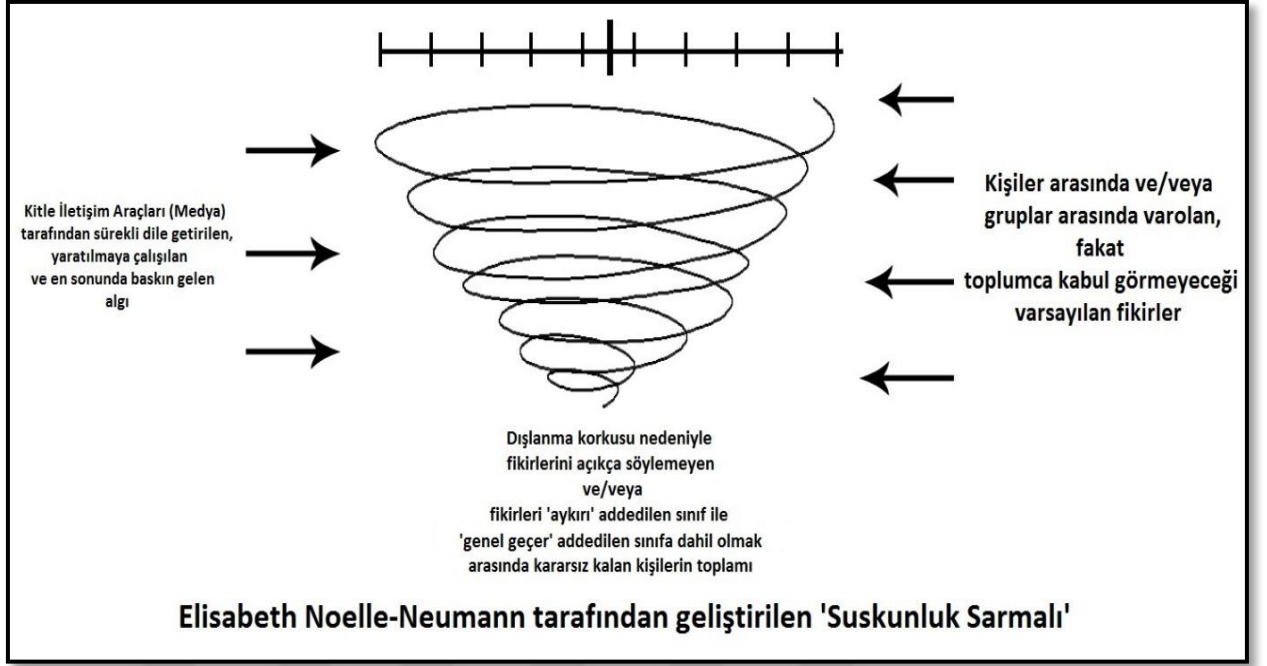 Kitle İletişim Araçları (Medya)
tarafından sürekli dile getirilen,
yaratılmaya çalışılan
ve en sonunda baskın gelen
algı
Kişiler arasında ve/veya
gruplar arasında varolan,
fakat
toplumca kabul görmeyeceği
varsayılan fikirler
Dışlanma korkusu nedeniyle
fikirlerini açıkça söylemeyen
ve/veya
fikirleri 'aykırı' addedilen sınıf ile
'genel geçer' addedilen sınıfa dahil olmak
arasında kararsız kalan kişilerin toplamı
Elisabeth Noelle-Neumann tarafından geliştirilen 'Suskunluk Sarmalı'